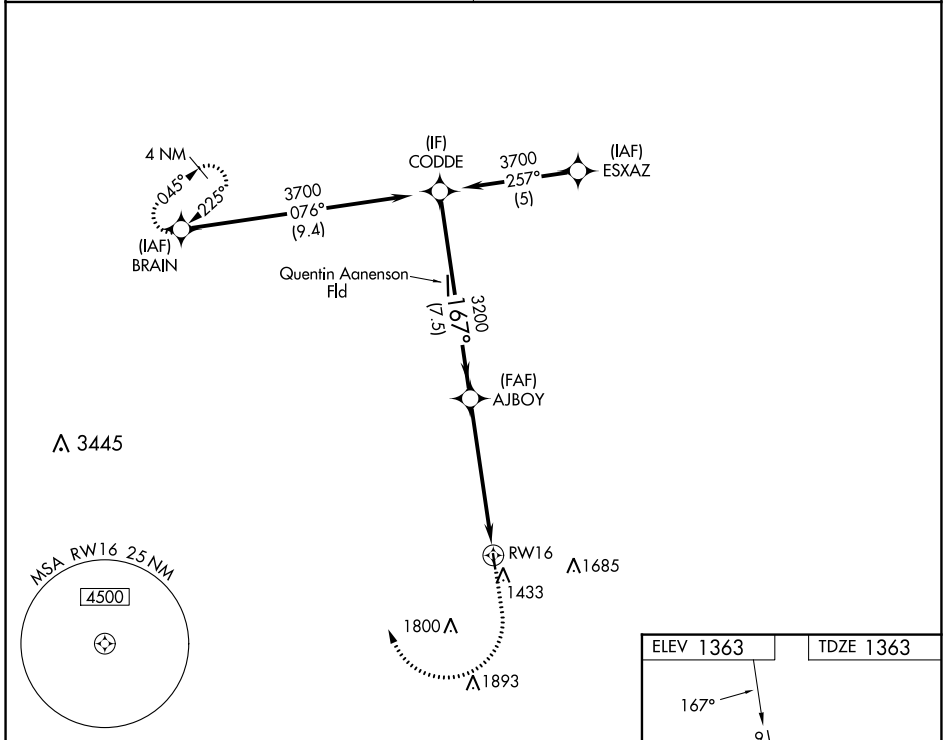 4 NM
045°
225°
(IAF)
BRAIN
3700
076°
(9.4)
(IF)
CODDE
3700
257°
(5)
(IAF)
ESXAZ
Quentin Aanenson
Fld
3200
167°
(7.5)
(FAF)
AJBOY
3445
RW16
1685
1433
1800
1893
MSA RW16 25 NM
4500
ELEV 1363
TDZE 1363
167°